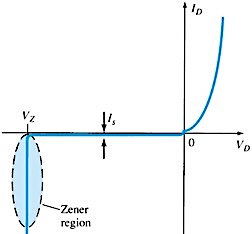 I_D
V_Z
I_s
0
V_D
Zener
region